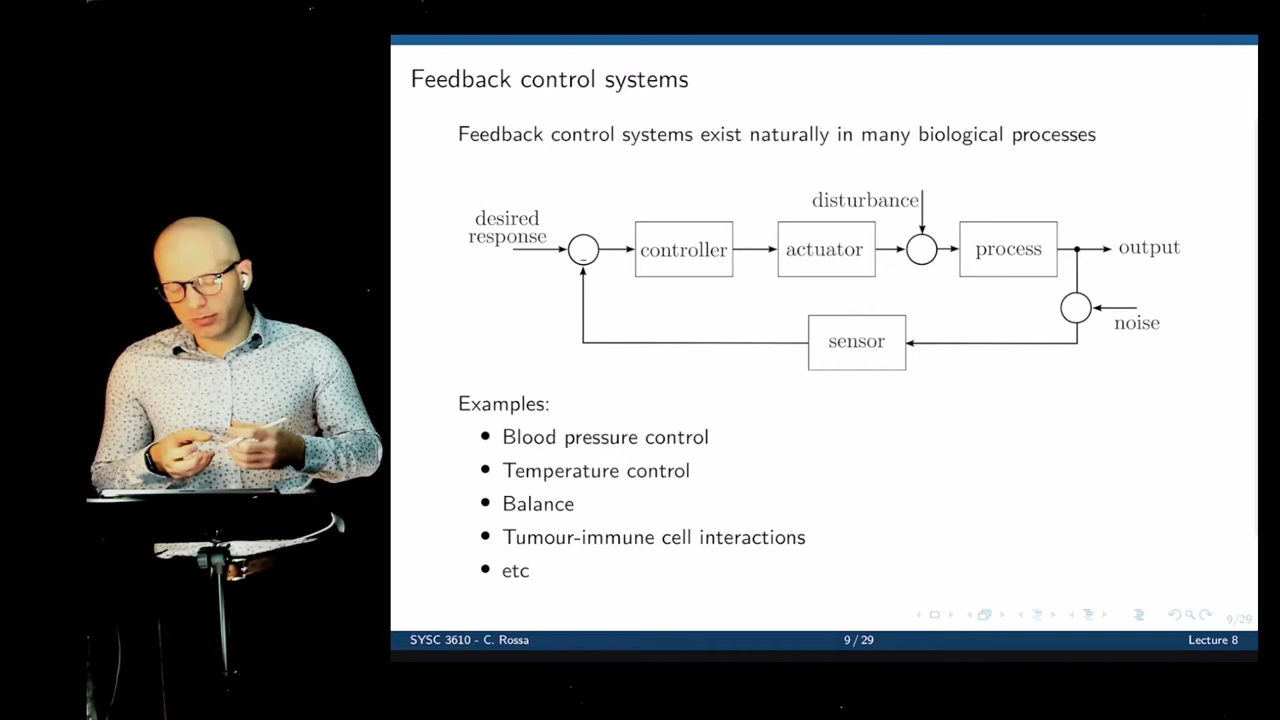 Feedback control systems
Feedback control systems exist naturally in many biological processes
disturbance
desired
response
-
controller
actuator
process
output
noise
sensor
Examples:
• Blood pressure control
• Temperature control
• Balance
• Tumour-immune cell interactions
• etc
9/29
SYSC 3610 - C. Rossa
9 / 29
Lecture 8